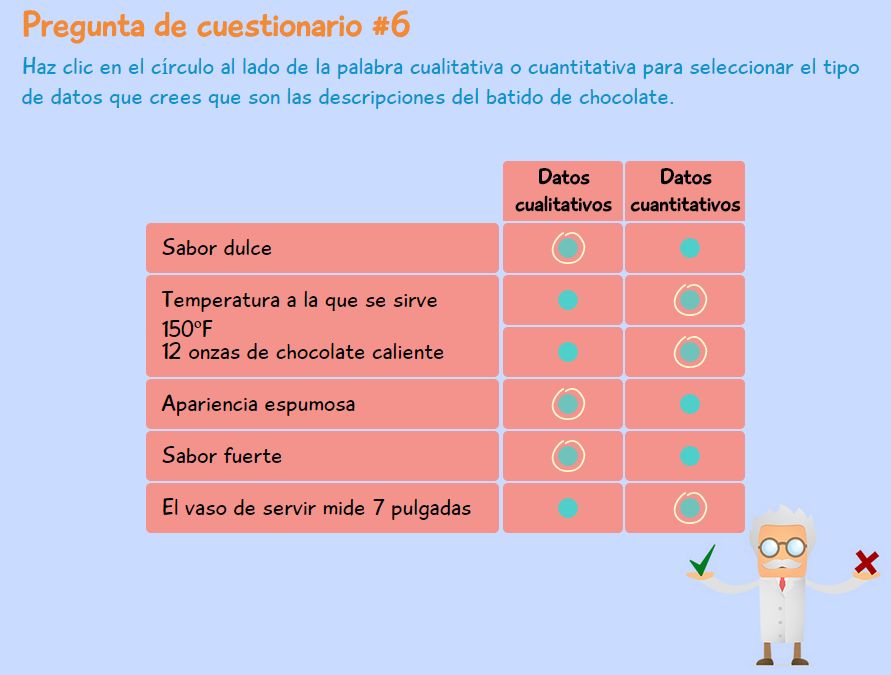 Pregunta de cuestionario #6
Haz clic en el círculo al lado de la palabra cualitativa o cuantitativa para seleccionar el tipo
de datos que crees que son las descripciones del batido de chocolate.
Datos
cualitativos
Datos
cuantitativos
Sabor dulce
Temperatura a la que se sirve
150ºF
12 onzas de chocolate caliente
Apariencia espumosa
Sabor fuerte
El vaso de servir mide 7 pulgadas